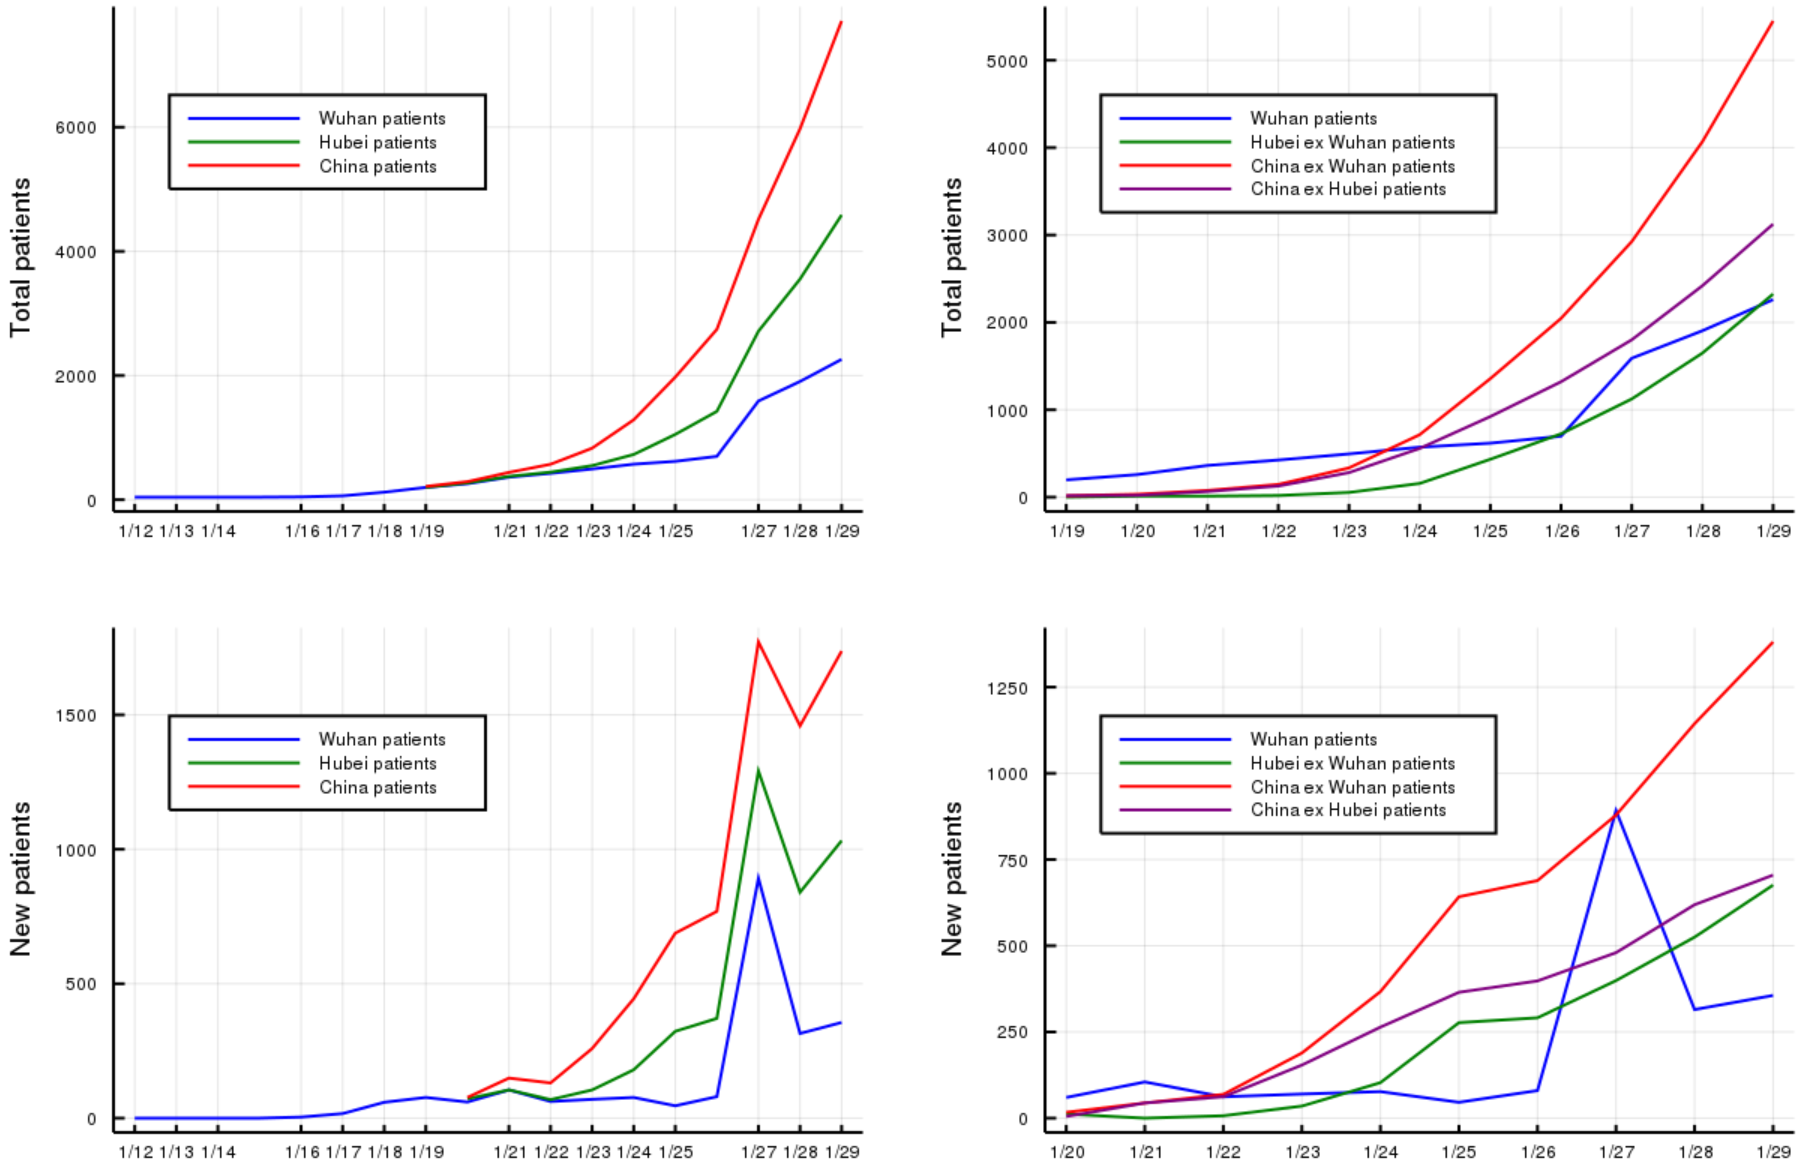 Total patients
6000
4000
2000
0
Wuhan patients
Hubei patients
China patients
1/12 1/13 1/14 1/16 1/17 1/18 1/19 1/21 1/22 1/23 1/24 1/25 1/27 1/28 1/29
Total patients
5000
4000
3000
2000
1000
0
Wuhan patients
Hubei ex Wuhan patients
China ex Wuhan patients
China ex Hubei patients
1/19 1/20 1/21 1/22 1/23 1/24 1/25 1/26 1/27 1/28 1/29
New patients
1500
1000
500
0
Wuhan patients
Hubei patients
China patients
1/12 1/13 1/14 1/16 1/17 1/18 1/19 1/21 1/22 1/23 1/24 1/25 1/27 1/28 1/29
New patients
1250
1000
750
500
250
0
Wuhan patients
Hubei ex Wuhan patients
China ex Wuhan patients
China ex Hubei patients
1/20 1/21 1/22 1/23 1/24 1/25 1/26 1/27 1/28 1/29